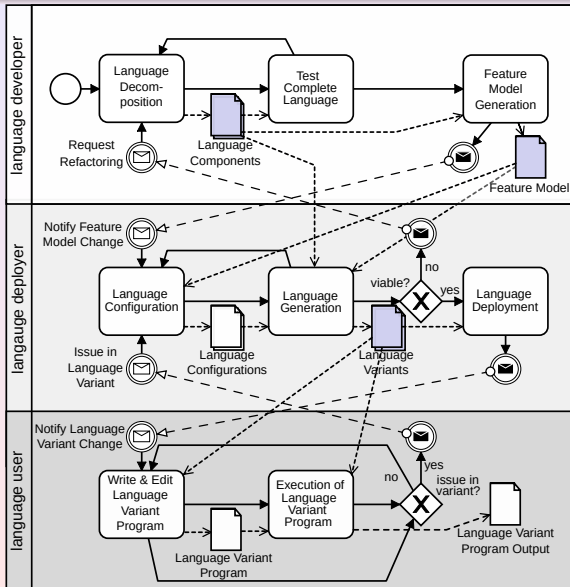 language developer
Language
Decom-
position
Test
Complete
Language
Feature
Model
Generation
Request
Refactoring
Language
Components
Feature Model
langauge deployer
Notify Feature
Model Change
no
viable?
yes
Language
Configuration
Language
Generation
X
Language
Deployment
Issue in
Language
Variant
Language
Configurations
Language
Variants
language user
Notify Language
Variant Change
yes
no
issue in
variant?
Write & Edit
Language
Variant
Program
Execution of
Language
Variant
Program
X
Language Variant
Program
Language Variant
Program Output